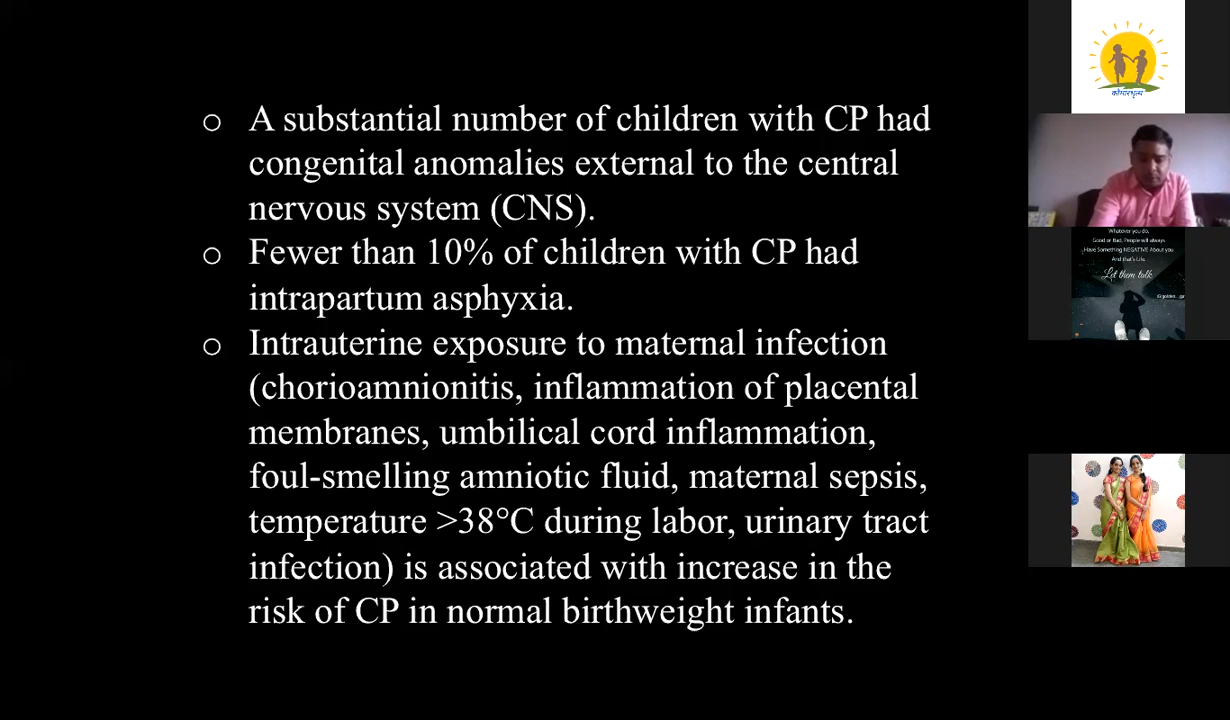 o A substantial number of children with CP had
congenital anomalies external to the central
nervous system (CNS).
o Fewer than 10% of children with CP had
intrapartum asphyxia.
o Intrauterine exposure to maternal infection
(chorioamnionitis, inflammation of placental
membranes, umbilical cord inflammation,
foul-smelling amniotic fluid, maternal sepsis,
temperature >38°C during labor, urinary tract
infection) is associated with increase in the
risk of CP in normal birthweight infants.
कौमारभृत्य
Whatever you do,
Good or Bad, People will always
Have Something NEGATIVE About you.
And that's Life.
Let them talk